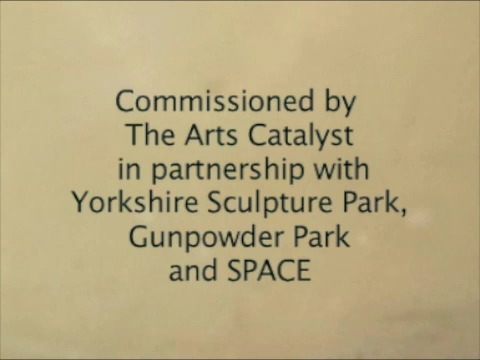 Commissioned by
The Arts Catalyst
in partnership with
Yorkshire Sculpture Park,
Gunpowder Park
and SPACE